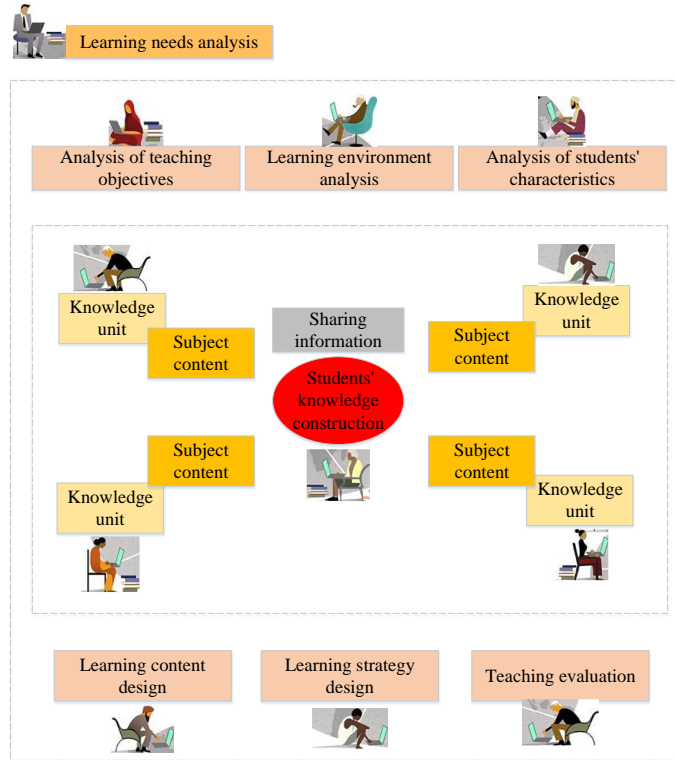 Learning needs analysis
Analysis of teaching
objectives
Learning environment
analysis
Analysis of students'
characteristics
Knowledge
unit
Subject
content
Sharing
information
Students'
knowledge
construction
Subject
content
Knowledge
unit
Subject
content
Knowledge
unit
Subject
content
Knowledge
unit
Learning content
design
Learning strategy
design
Teaching evaluation